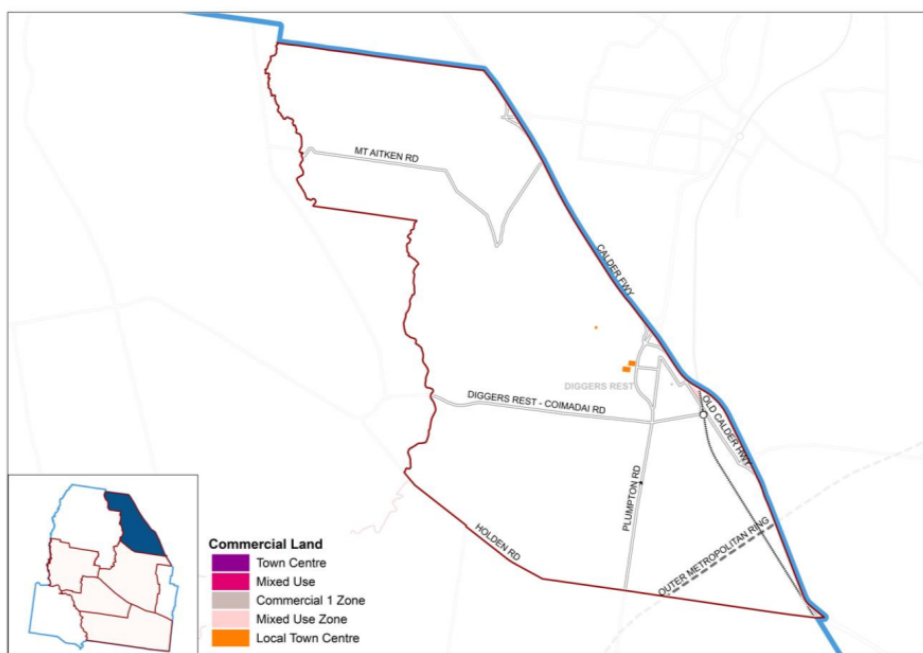 MT AITKEN RD
CALDER FWY
DIGGERS REST
DIGGERS REST - COIMADAI RD
OLD CALDER HWY
PLUMPTON RD
HOLDEN RD
OUTER METROPOLITAN RING
Commercial Land
Town Centre
Mixed Use
Commercial 1 Zone
Mixed Use Zone
Local Town Centre